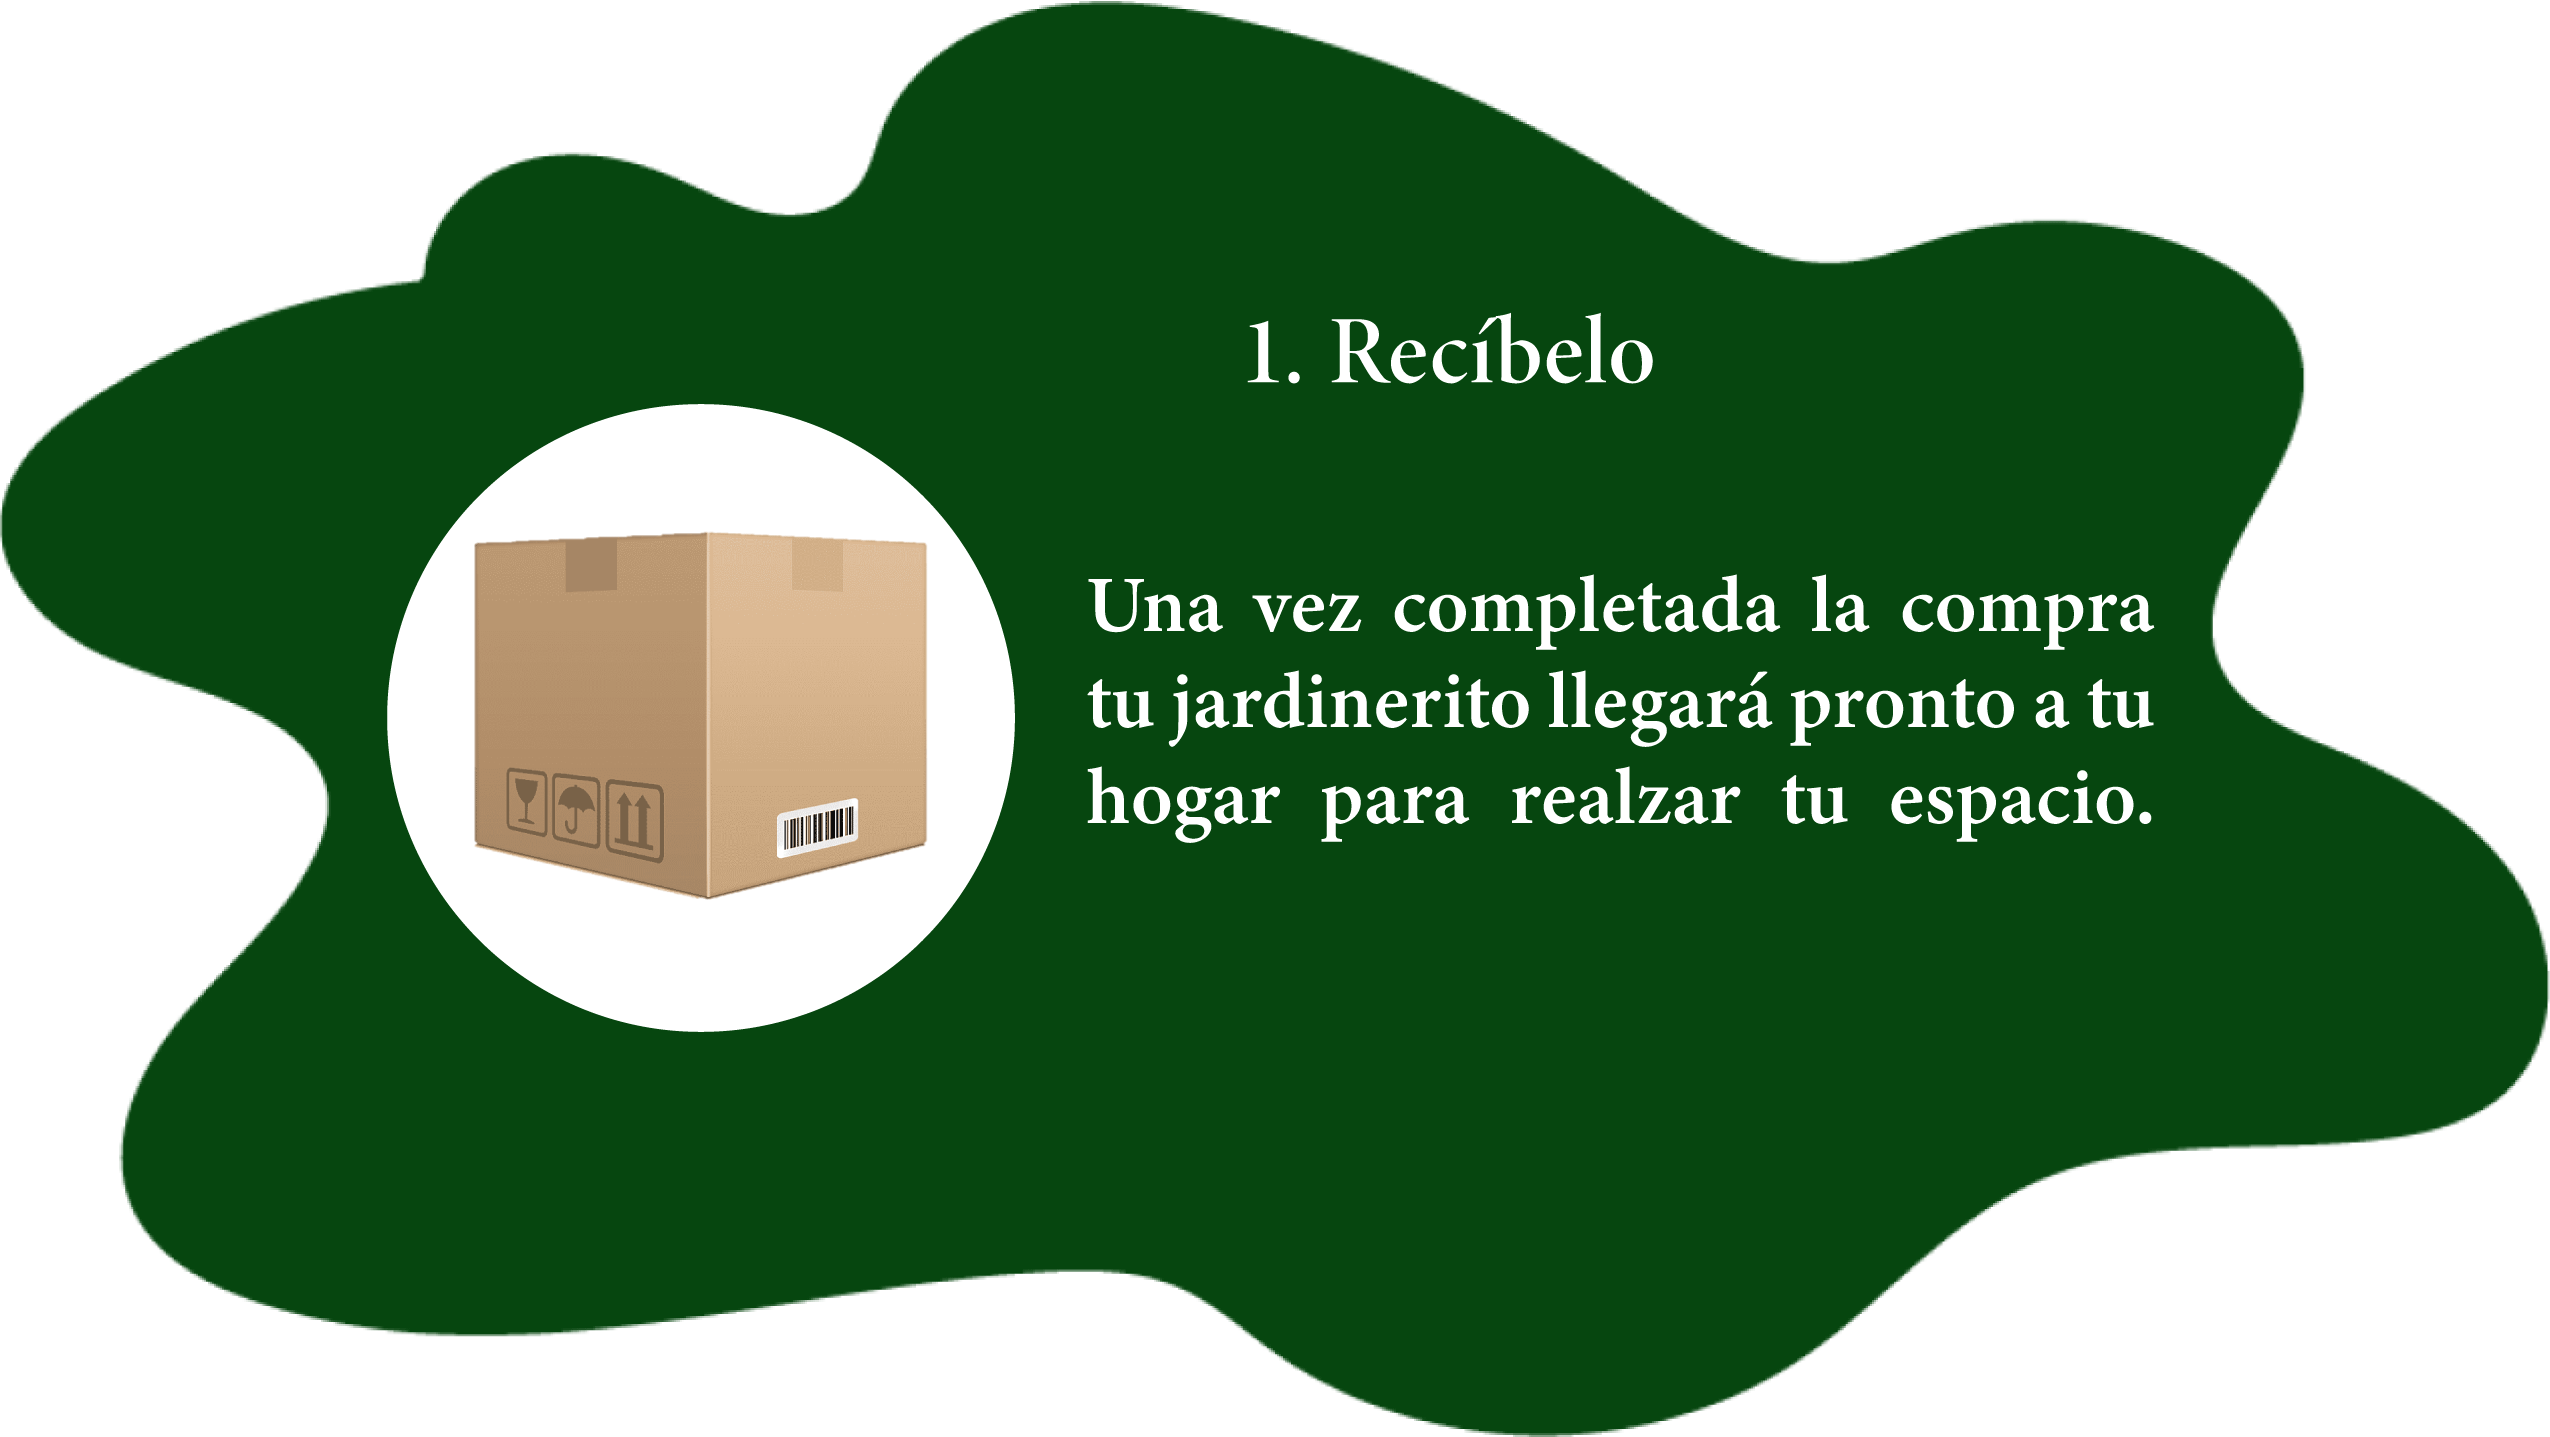 1. Recíbelo
Una vez completada la compra
tu jardinerito llegará pronto a tu
hogar para realzar tu espacio.